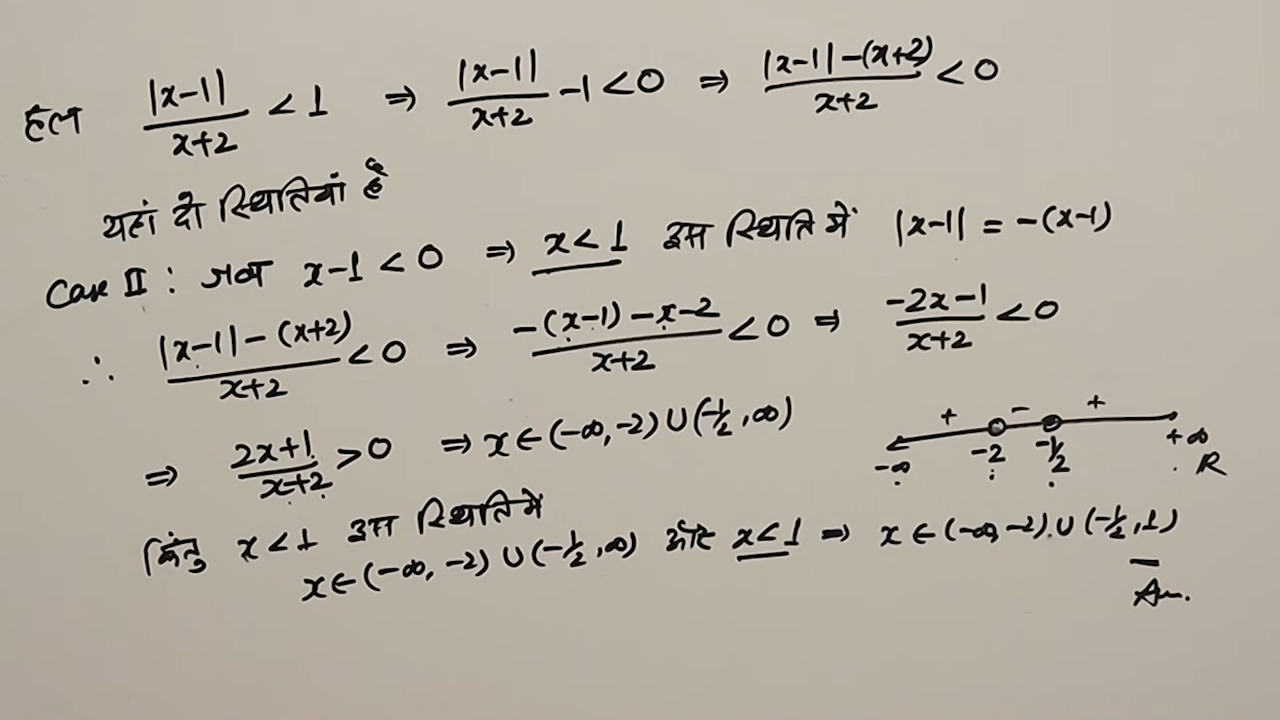 हल |x-1|/(x+2) < 1 ⇒ |x-1|/(x+2) - 1 < 0 ⇒ (|x-1| - (x+2))/(x+2) < 0
यहां दो स्थितियां है
Case II : जब x-1 < 0 ⇒ x < 1 इस स्थिति में |x-1| = -(x-1)
∴ (|x-1| - (x+2))/(x+2) < 0 ⇒ (-(x-1) - x - 2)/(x+2) < 0 ⇒ (-2x-1)/(x+2) < 0
⇒ (2x+1)/(x+2) > 0 ⇒ x ∈ (-∞, -2) ∪ (-1/2, ∞)
+ - +
-∞ -2 -1/2 +∞ R
किंतु x < 1 इस स्थिति में
x ∈ (-∞, -2) ∪ (-1/2, ∞) और x < 1 ⇒ x ∈ (-∞, -2) ∪ (-1/2, 1)
Ans.